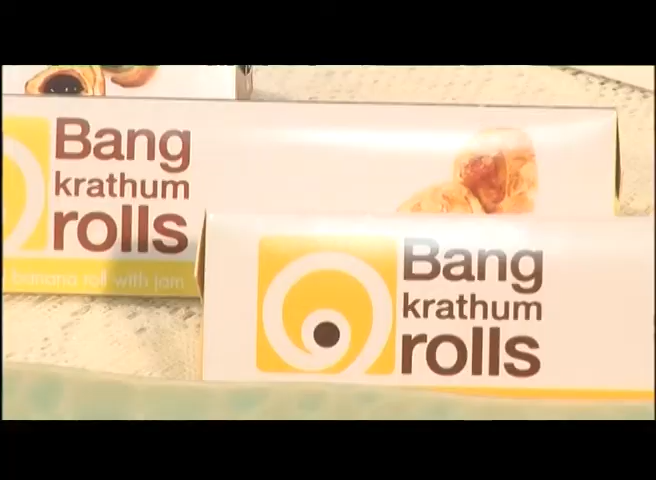 Bang
krathum
rolls
banana roll with jam
Bang
krathum
rolls